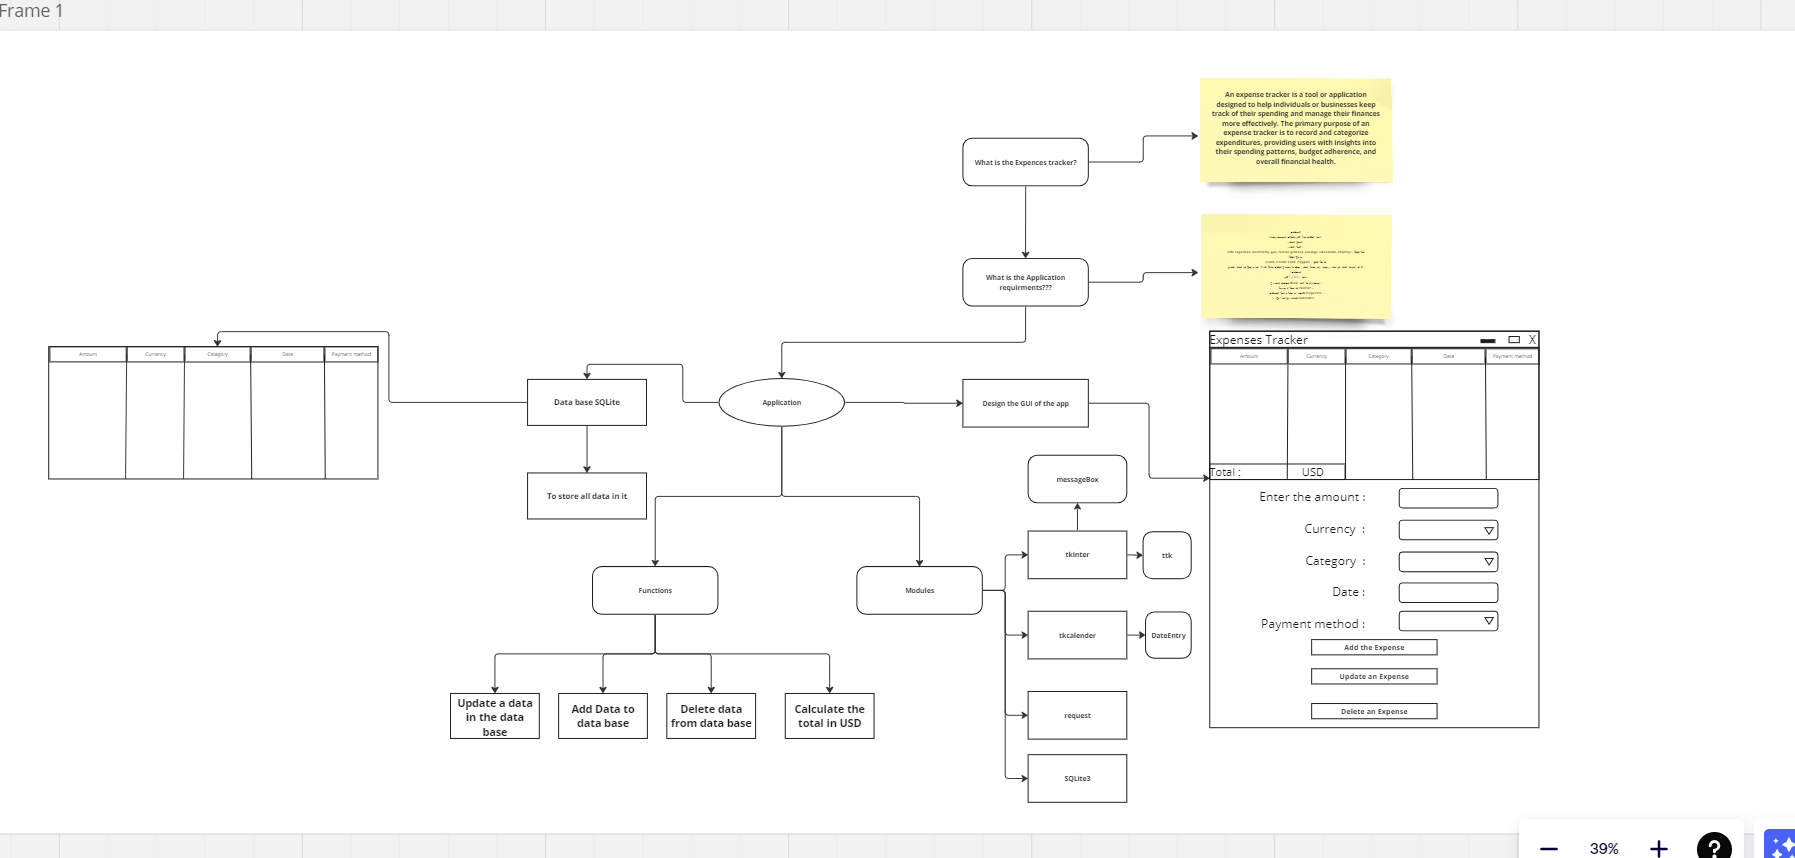 Frame 1
An expense tracker is a tool or application
designed to help individuals or businesses keep
track of their spending and manage their finances
more effectively. The primary purpose of an
expense tracker is to record and categorize
expenditures, providing users with insights into
their spending patterns, budget adherence, and
overall financial health.
What is the Expences tracker?
What is the Application
requirments???
Amount Currency Category Date Payment method
Data base SQLite
Application
Design the GUI of the app
To store all data in it
Expenses Tracker X
Amount Currency Category Date Payment method
Total : USD
Enter the amount :
Currency :
Category :
Date :
Payment method :
Add the Expense
Update an Expense
Delete an Expense
messageBox
tkinter
ttk
Functions
Modules
tkcalender
DateEntry
request
SQLite3
Update a data
in the data
base
Add Data to
data base
Delete data
from data base
Calculate the
total in USD
39%
?